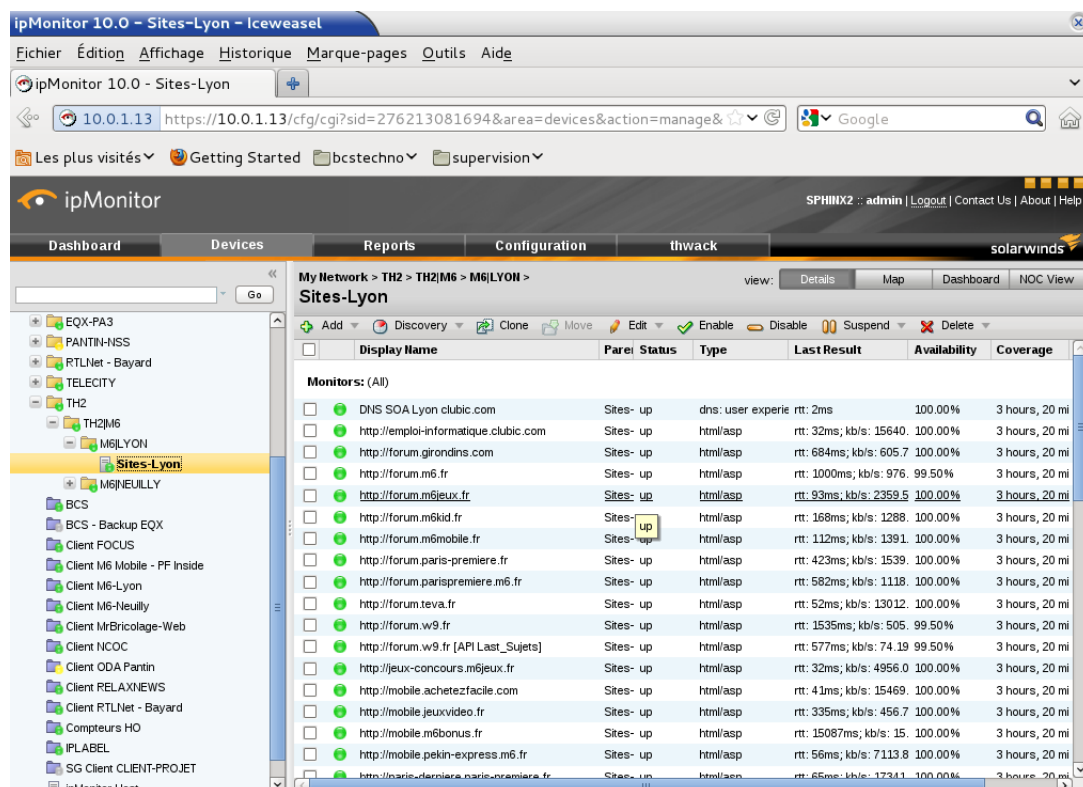 ipMonitor 10.0 - Sites-Lyon - Iceweasel
Fichier Édition Affichage Historique Marque-pages Outils Aide
ipMonitor 10.0 - Sites-Lyon
10.0.1.13 https://10.0.1.13/cfg/cgi?sid=276213081694&area=devices&action=manage& Google
Les plus visités Getting Started bcstechno supervision
ipMonitor
SPHINX2 :: admin | Logout | Contact Us | About | Help
Dashboard Devices Reports Configuration thwack solarwinds
Go
EQX-PA3
PANTIN-NSS
RTLNet - Bayard
TELECITY
TH2
TH2|M6
M6|LYON
Sites-Lyon
M6|NEUILLY
BCS
BCS - Backup EQX
Client FOCUS
Client M6 Mobile - PF Inside
Client M6-Lyon
Client M6-Neuilly
Client MrBricolage-Web
Client NCOC
Client ODA Pantin
Client RELAXNEWS
Client RTLNet - Bayard
Compteurs HO
IPLABEL
SG Client CLIENT-PROJET
ipMonitor Host
My Network > TH2 > TH2|M6 > M6|LYON >
Sites-Lyon
view: Details Map Dashboard NOC View
Add Discovery Clone Move Edit Enable Disable Suspend Delete
Display Name Parei Status Type Last Result Availability Coverage
Monitors: (All)
DNS SOA Lyon clubic.com Sites- up dns: user experie rtt: 2ms 100.00% 3 hours, 20 mi
http://emploi-informatique.clubic.com Sites- up html/asp rtt: 32ms; kb/s: 15640. 100.00% 3 hours, 20 mi
http://forum.girondins.com Sites- up html/asp rtt: 684ms; kb/s: 605.7 100.00% 3 hours, 20 mi
http://forum.m6.fr Sites- up html/asp rtt: 1000ms; kb/s: 976. 99.50% 3 hours, 20 mi
http://forum.m6jeux.fr Sites- up html/asp rtt: 93ms; kb/s: 2359.5 100.00% 3 hours, 20 mi
http://forum.m6kid.fr Sites- up html/asp rtt: 168ms; kb/s: 1288. 100.00% 3 hours, 20 mi
http://forum.m6mobile.fr Sites- up html/asp rtt: 112ms; kb/s: 1391. 100.00% 3 hours, 20 mi
http://forum.paris-premiere.fr Sites- up html/asp rtt: 423ms; kb/s: 1539. 100.00% 3 hours, 20 mi
http://forum.parispremiere.m6.fr Sites- up html/asp rtt: 582ms; kb/s: 1118. 100.00% 3 hours, 20 mi
http://forum.teva.fr Sites- up html/asp rtt: 52ms; kb/s: 13012. 100.00% 3 hours, 20 mi
http://forum.w9.fr Sites- up html/asp rtt: 1535ms; kb/s: 505. 99.50% 3 hours, 20 mi
http://forum.w9.fr [API Last_Sujets] Sites- up html/asp rtt: 577ms; kb/s: 74.19 99.50% 3 hours, 20 mi
http://jeux-concours.m6jeux.fr Sites- up html/asp rtt: 32ms; kb/s: 4956.0 100.00% 3 hours, 20 mi
http://mobile.achetezfacile.com Sites- up html/asp rtt: 41ms; kb/s: 15469. 100.00% 3 hours, 20 mi
http://mobile.jeuxvideo.fr Sites- up html/asp rtt: 335ms; kb/s: 456.7 100.00% 3 hours, 20 mi
http://mobile.m6bonus.fr Sites- up html/asp rtt: 15087ms; kb/s: 15. 100.00% 3 hours, 20 mi
http://mobile.pekin-express.m6.fr Sites- up html/asp rtt: 56ms; kb/s: 7113.8 100.00% 3 hours, 20 mi
http://paris-derniere.paris-premiere.fr Sites- up html/asp rtt: 65ms; kb/s: 17341. 100.00% 3 hours, 20 mi